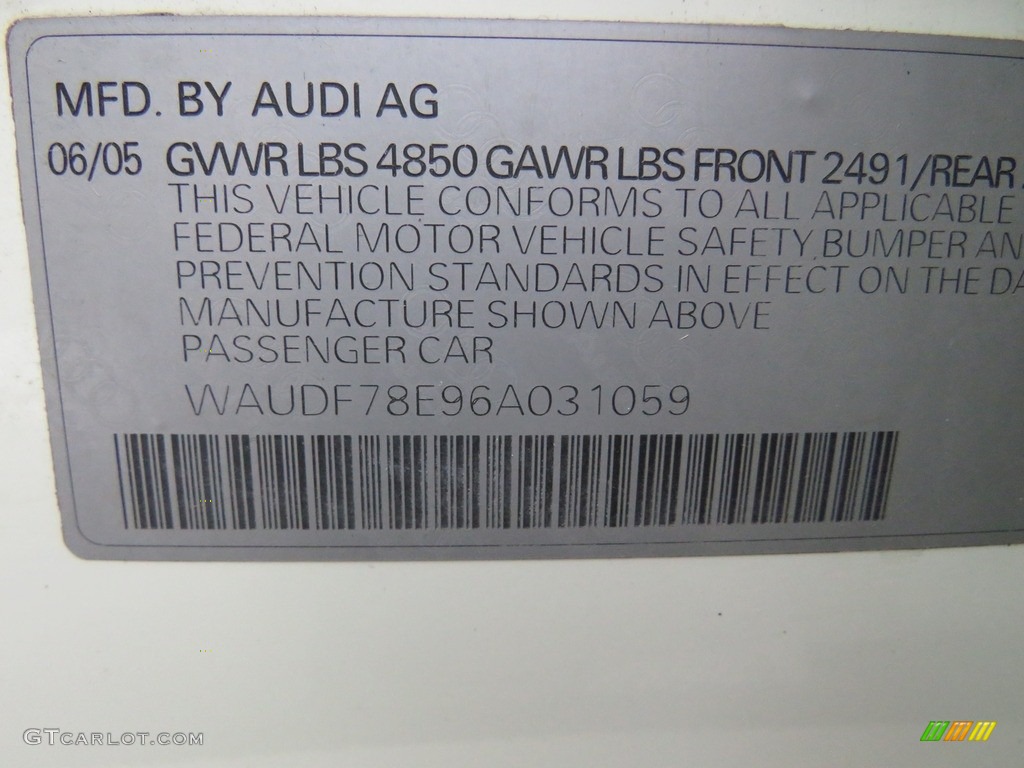 MFD. BY AUDI AG
06/05 GVWR LBS 4850 GAWR LBS FRONT 2491/REAR
THIS VEHICLE CONFORMS TO ALL APPLICABLE
FEDERAL MOTOR VEHICLE SAFETY, BUMPER AN
PREVENTION STANDARDS IN EFFECT ON THE DA
MANUFACTURE SHOWN ABOVE
PASSENGER CAR
WAUDF78E96A031059
GTCARLOT.COM